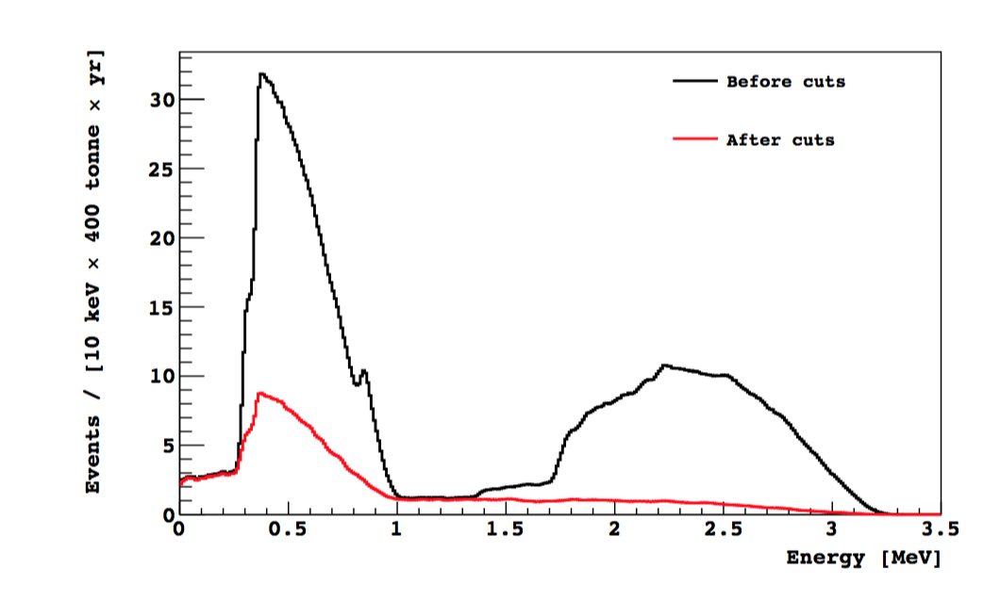 Events / [10 keV × 400 tonne × yr]
30
25
20
15
10
5
0
Before cuts
After cuts
0 0.5 1 1.5 2 2.5 3 3.5
Energy [MeV]